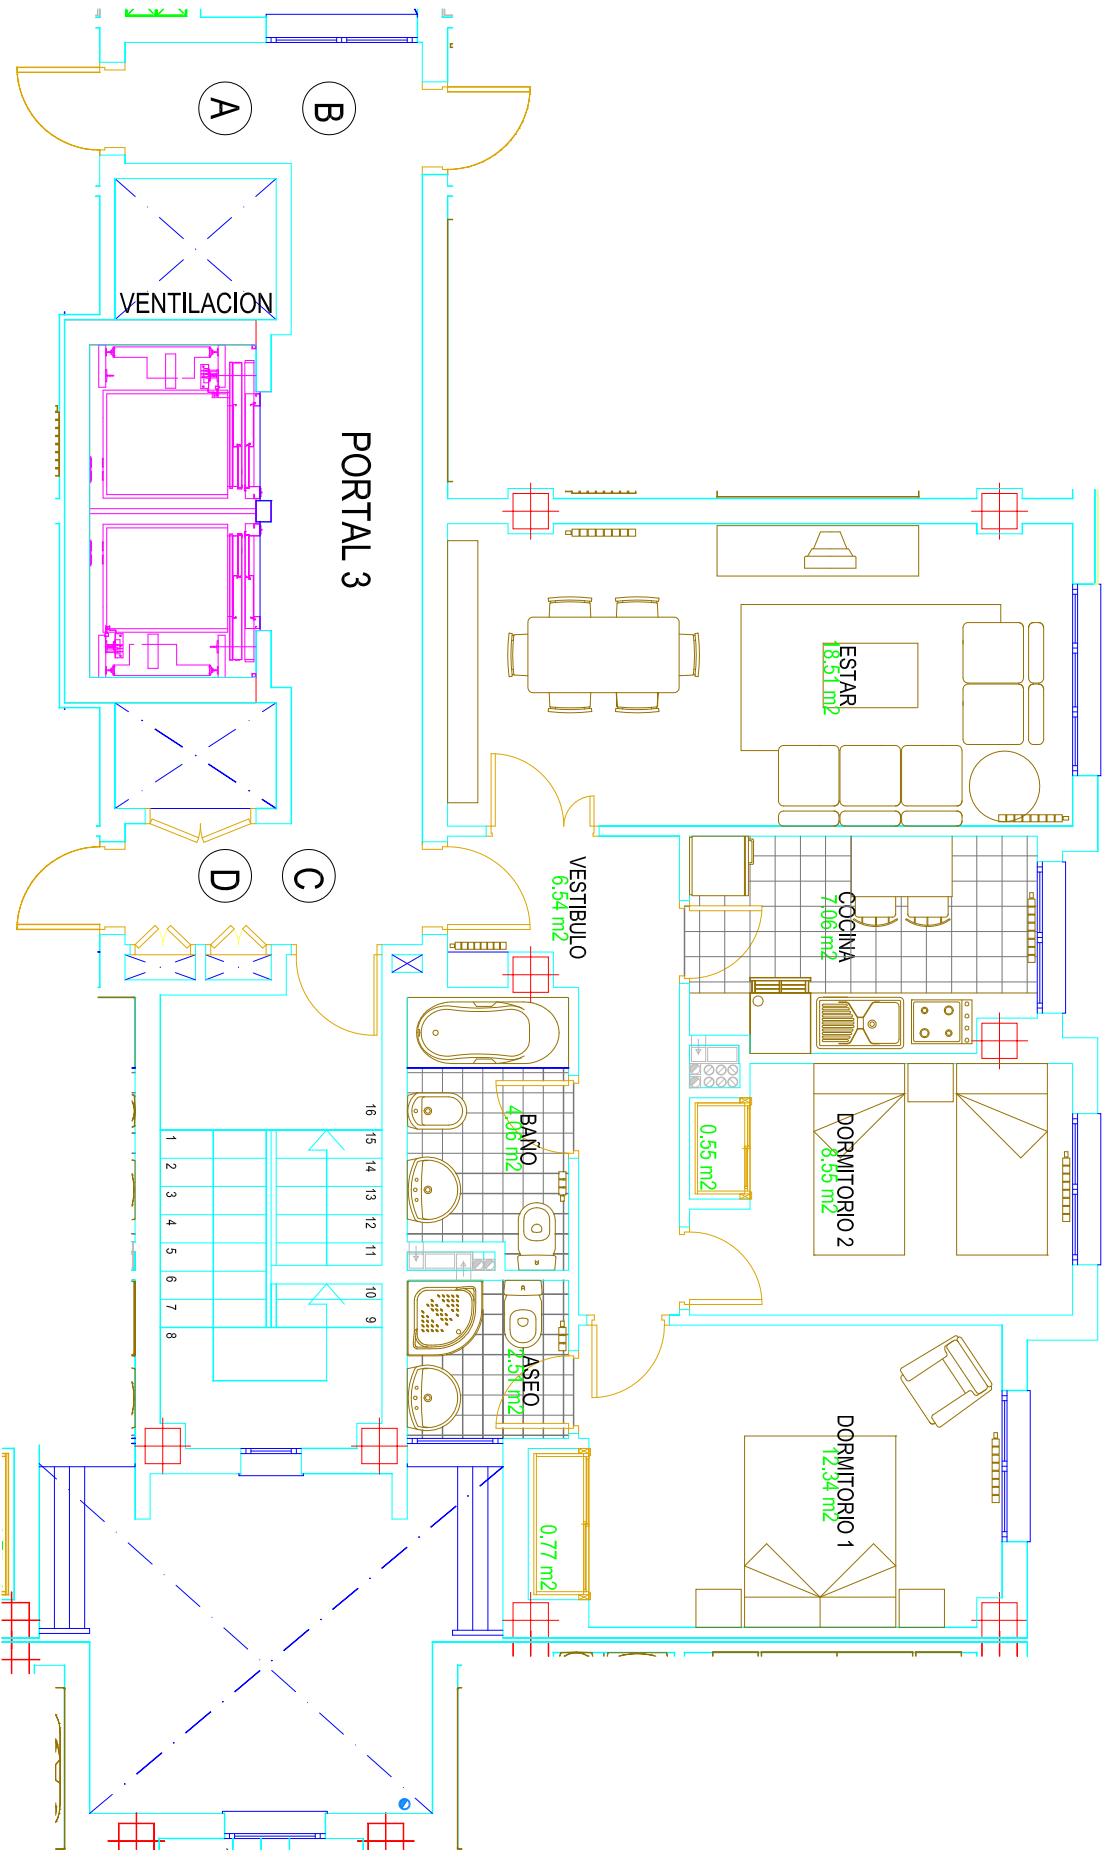 A
B
VENTILACION
PORTAL 3
D
C
ESTAR
18.51 m2
VESTIBULO
6.54 m2
COCINA
7.06 m2
BAÑO
4.06 m2
0.55 m2
DORMITORIO 2
8.55 m2
ASEO
2.51 m2
DORMITORIO 1
12.34 m2
0.77 m2
16
15
14
13
12
11
10
9
1
2
3
4
5
6
7
8